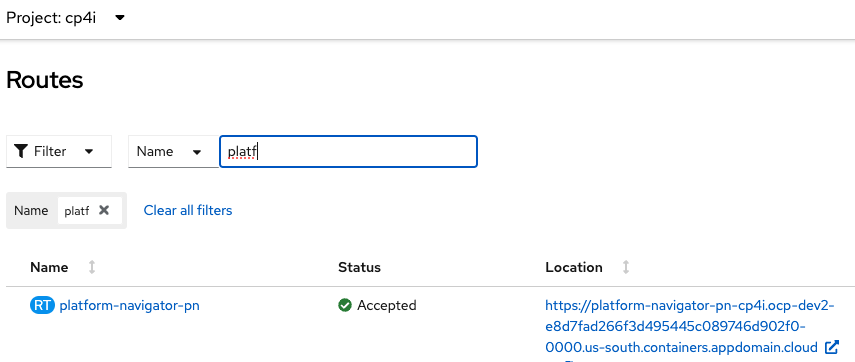 Project: cp4i
Routes
Filter Name platf
Name platf Clear all filters
Name Status Location
RT platform-navigator-pn Accepted https://platform-navigator-pn-cp4i.ocp-dev2-
e8d7fad266f3d495445c089746d902f0-
0000.us-south.containers.appdomain.cloud